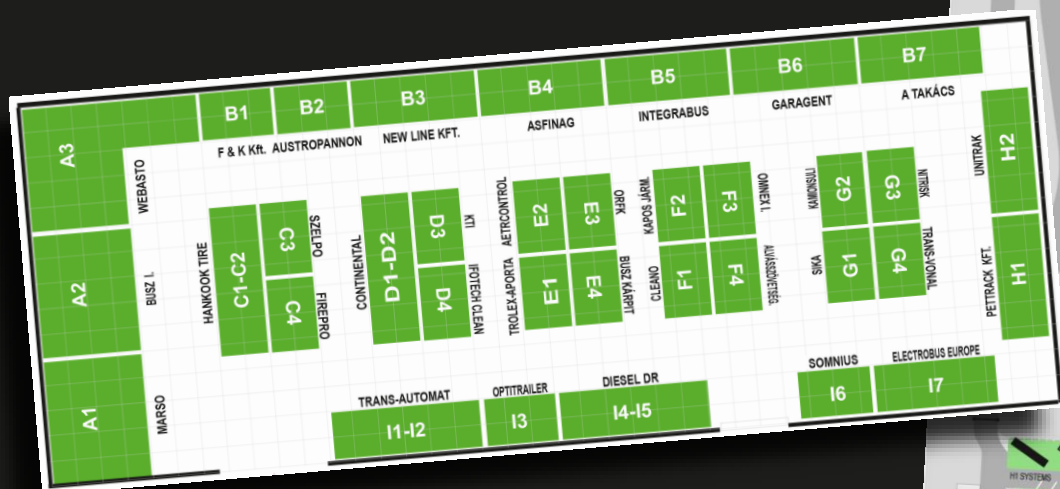 B1
B2
B3
B4
B5
B6
B7
F & K Kft.
AUSTROPANNON
NEW LINE KFT.
ASFINAG
INTEGRABUS
GARAGENT
A TAKÁCS
A3
WEBASTO
A2
BUSZ I.
A1
MARSO
HANKOOK TIRE
C1-C2
C3
SZELPO
C4
FIREPRO
CONTINENTAL
D1-D2
D3
KTI
D4
IFOTECH CLEAN
AETRCONTROL
E2
E3
ORFK
TROLEX-APORTA
E1
E4
BUSZ KÁRPIT
KAPOS JÁRM.
F2
F3
OMNEX I.
CLEANO
F1
F4
KAMONSULI
G2
G3
NITRISK
SIKA
G1
G4
TRANS-VONAL
UNITRAK
H2
PETTRACK KFT.
H1
TRANS-AUTOMAT
I1-I2
OPTITRAILER
I3
DIESEL DR
I4-I5
SOMNIUS
I6
ELECTROBUS EUROPE
I7
H1 SYSTEMS